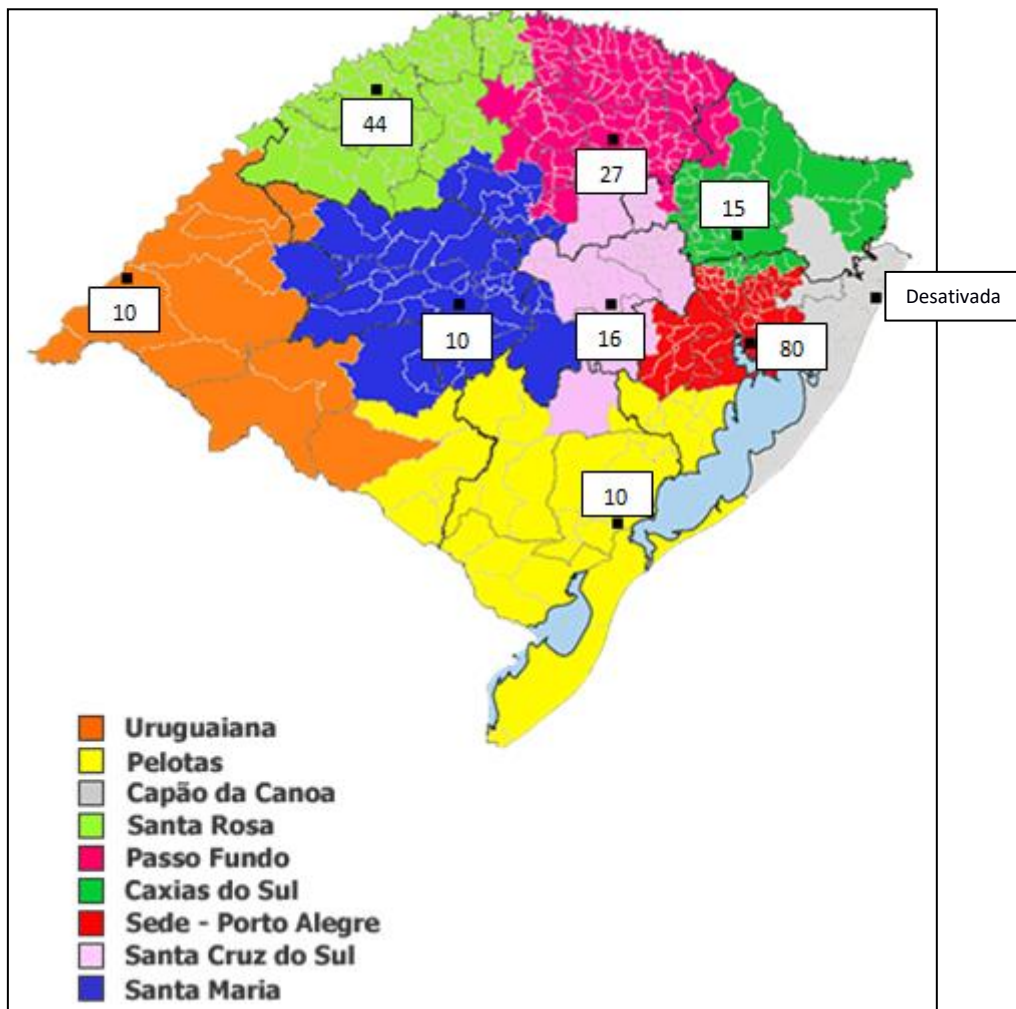 44
27
15
10
Desativada
10
16
80
10
Uruguaiana
Pelotas
Capão da Canoa
Santa Rosa
Passo Fundo
Caxias do Sul
Sede - Porto Alegre
Santa Cruz do Sul
Santa Maria